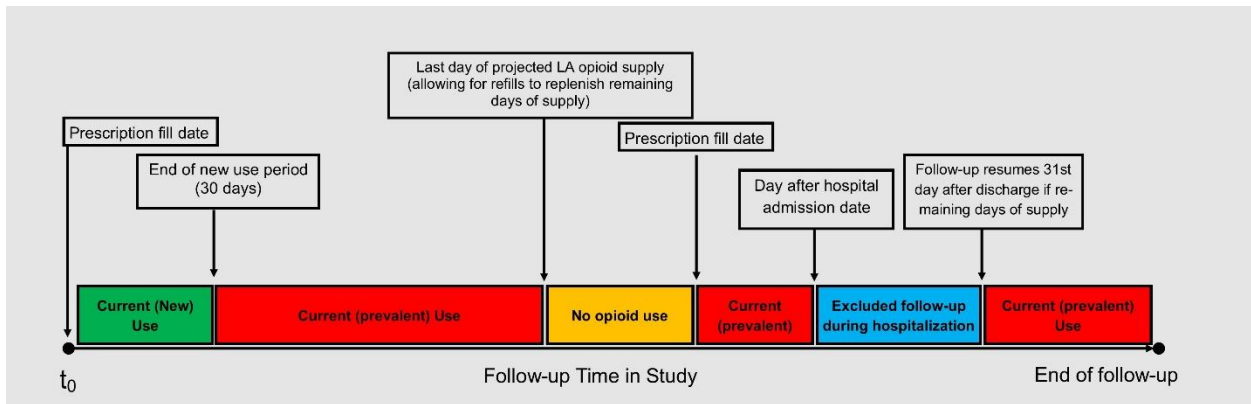 Last day of projected LA opioid supply
(allowing for refills to replenish remaining
days of supply)
Prescription fill date
Prescription fill date
End of new use period
(30 days)
Day after hospital
admission date
Follow-up resumes 31st
day after discharge if re-
maining days of supply
Current (New)
Use
Current (prevalent) Use
No opioid use
Current
(prevalent)
Excluded follow-up
during hospitalization
Current (prevalent)
Use
t0
Follow-up Time in Study
End of follow-up